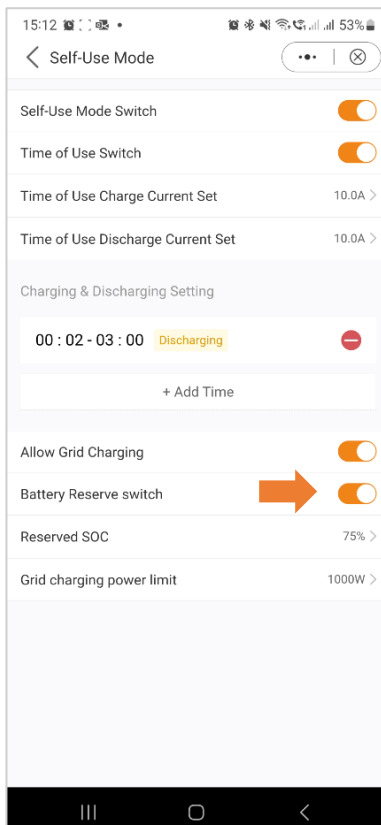 15:12 53%
Self-Use Mode
Self-Use Mode Switch
Time of Use Switch
Time of Use Charge Current Set 10.0A
Time of Use Discharge Current Set 10.0A
Charging & Discharging Setting
00 : 02 - 03 : 00 Discharging
+ Add Time
Allow Grid Charging
Battery Reserve switch
Reserved SOC 75%
Grid charging power limit 1000W